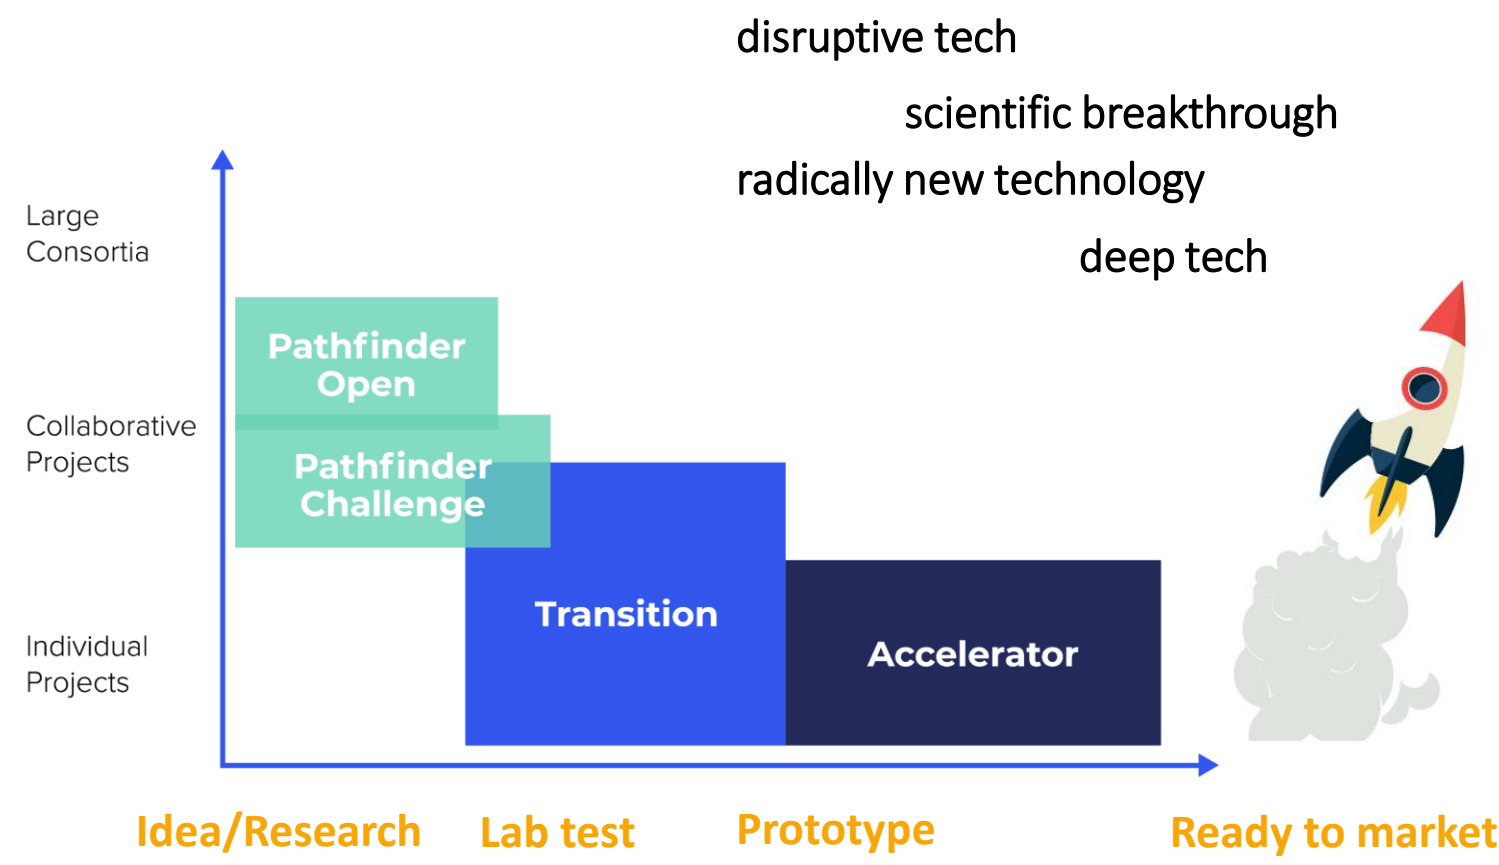 disruptive tech
scientific breakthrough
radically new technology
deep tech
Large
Consortia
Pathfinder
Open
Collaborative
Projects
Pathfinder
Challenge
Transition
Individual
Projects
Accelerator
Idea/Research
Lab test
Prototype
Ready to market